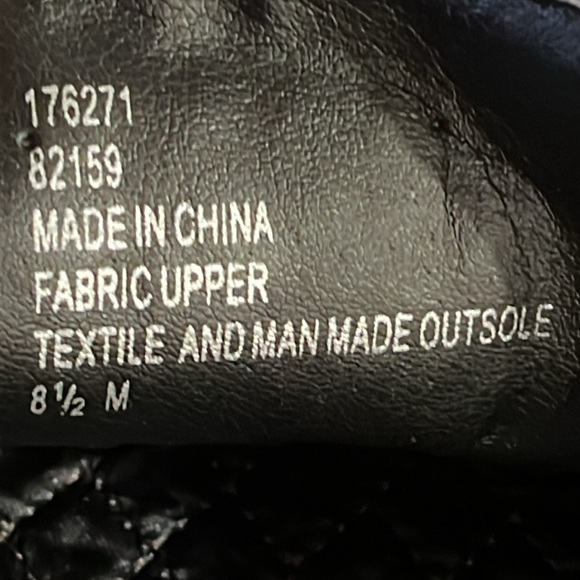 176271
82159
MADE IN CHINA
FABRIC UPPER
TEXTILE AND MAN MADE OUTSOLE
8 ½ M